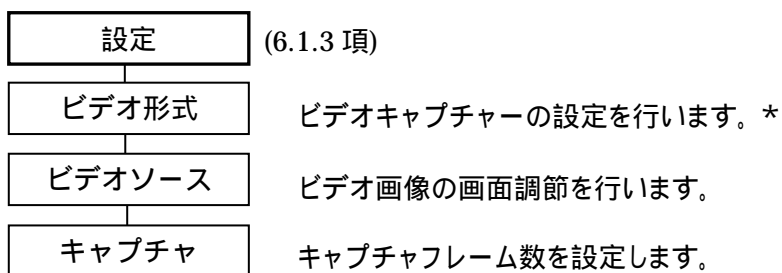 設定 (6.1.3 項)
ビデオ形式 ビデオキャプチャーの設定を行います。*
ビデオソース ビデオ画像の画面調節を行います。
キャプチャ キャプチャフレーム数を設定します。